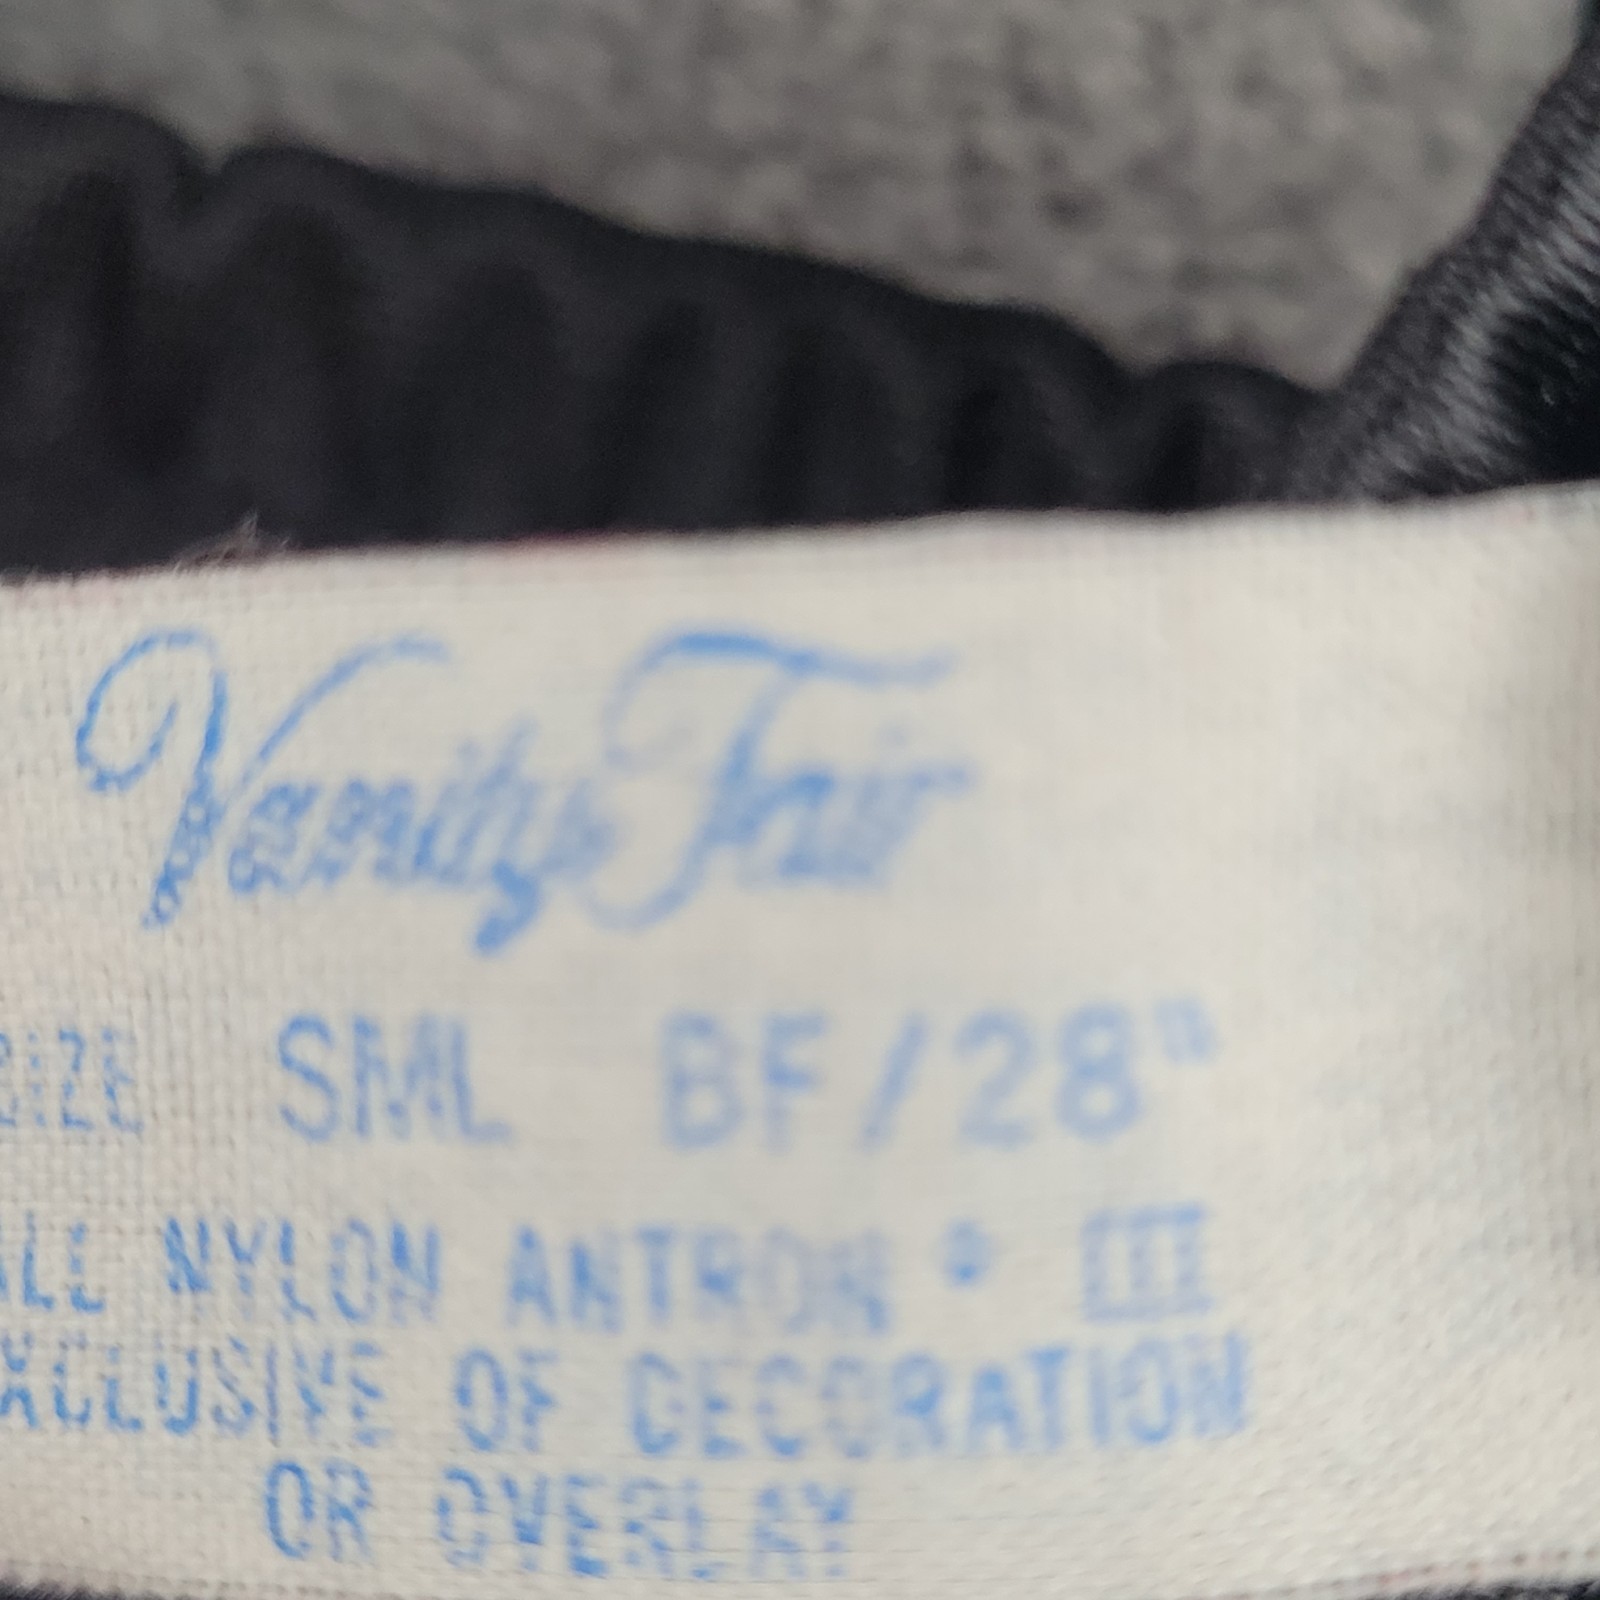 Vanity Fair
SIZE SML BF/28"
ALL NYLON ANTRON® III
EXCLUSIVE OF DECORATION
OR OVERLAY